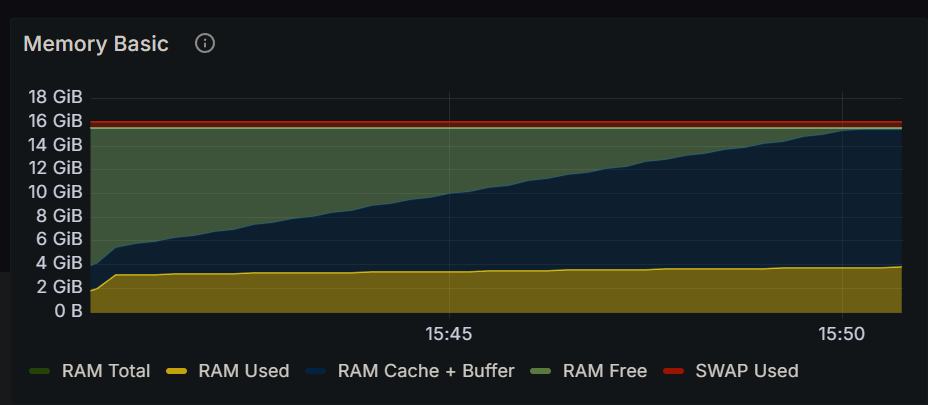 Memory Basic
18 GiB
16 GiB
14 GiB
12 GiB
10 GiB
8 GiB
6 GiB
4 GiB
2 GiB
0 B
15:45 15:50
RAM Total RAM Used RAM Cache + Buffer RAM Free SWAP Used